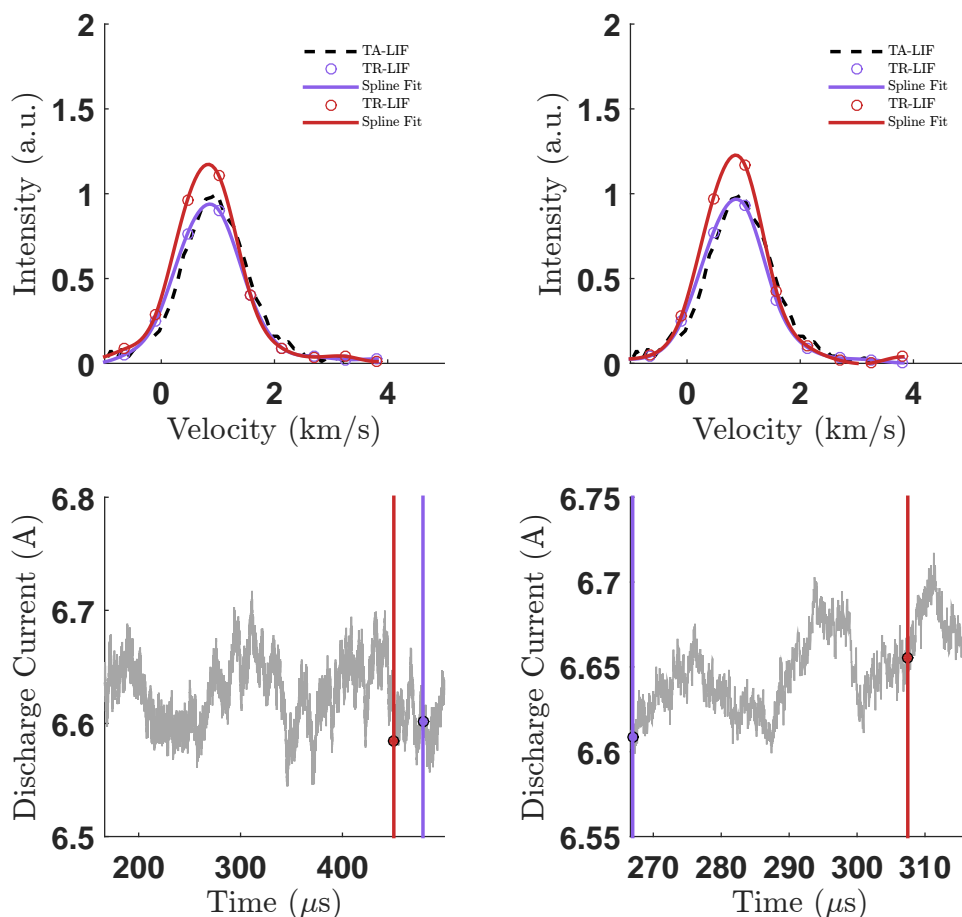 2
1.5
1
0.5
0
Intensity (a.u.)
TA-LIF
TR-LIF
Spline Fit
TR-LIF
Spline Fit
0 2 4
Velocity (km/s)
2
1.5
1
0.5
0
Intensity (a.u.)
TA-LIF
TR-LIF
Spline Fit
TR-LIF
Spline Fit
0 2 4
Velocity (km/s)
6.8
6.7
6.6
6.5
Discharge Current (A)
200 300 400
Time (μs)
6.75
6.7
6.65
6.6
6.55
Discharge Current (A)
270 280 290 300 310
Time (μs)